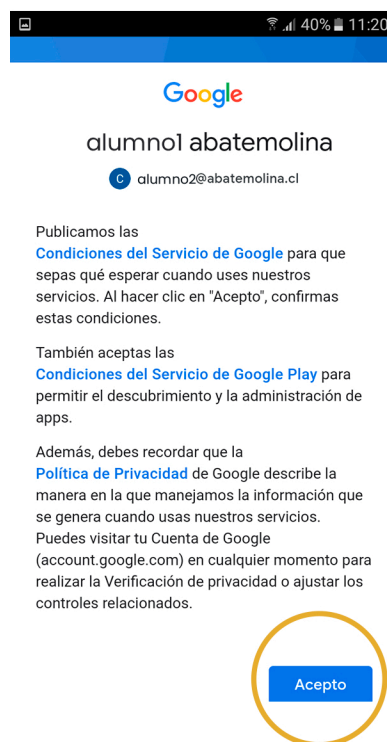 40% 11:20
Google
alumno1 abatemolina
C alumno2@abatemolina.cl
Publicamos las
Condiciones del Servicio de Google para que
sepas qué esperar cuando uses nuestros
servicios. Al hacer clic en "Acepto", confirmas
estas condiciones.
También aceptas las
Condiciones del Servicio de Google Play para
permitir el descubrimiento y la administración de
apps.
Además, debes recordar que la
Política de Privacidad de Google describe la
manera en la que manejamos la información que
se genera cuando usas nuestros servicios.
Puedes visitar tu Cuenta de Google
(account.google.com) en cualquier momento para
realizar la Verificación de privacidad o ajustar los
controles relacionados.
Acepto